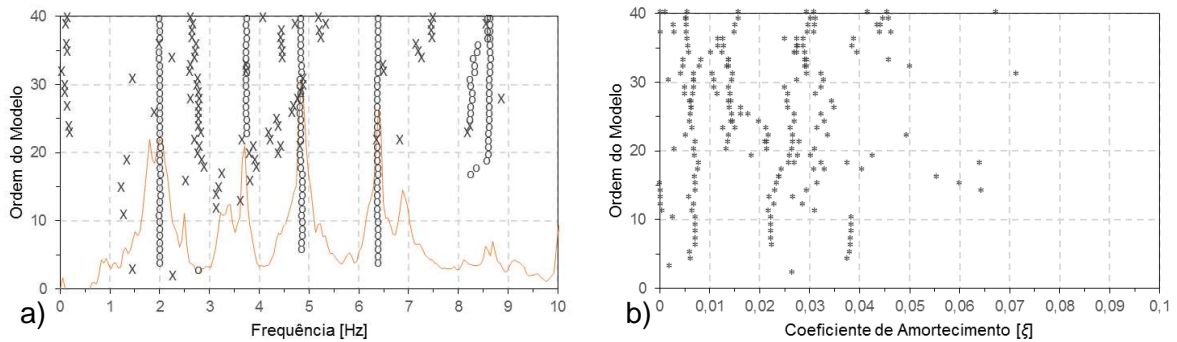 Ordem do Modelo
40
30
20
10
0
0 1 2 3 4 5 6 7 8 9 10
Frequência [Hz]
a)
Ordem do Modelo
40
30
20
10
0
0 0,01 0,02 0,03 0,04 0,05 0,06 0,07 0,08 0,09 0,1
Coeficiente de Amortecimento [ξ]
b)